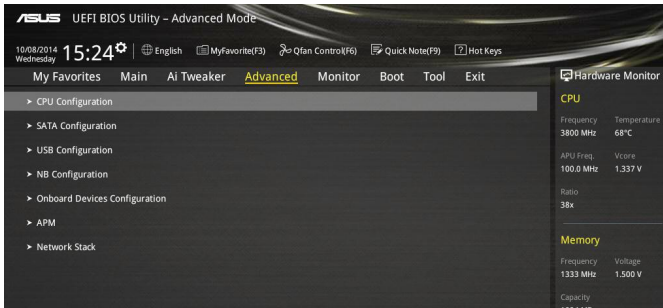 ASUS UEFI BIOS Utility – Advanced Mode
10/08/2014
Wednesday
15:24
English
MyFavorite(F3)
Qfan Control(F6)
Quick Note(F9)
? Hot Keys
My Favorites
Main
Ai Tweaker
Advanced
Monitor
Boot
Tool
Exit
Hardware Monitor
> CPU Configuration
> SATA Configuration
> USB Configuration
> NB Configuration
> Onboard Devices Configuration
> APM
> Network Stack
CPU
Frequency Temperature
3800 MHz 68°C
APU Freq. Vcore
100.0 MHz 1.337 V
Ratio
38x
Memory
Frequency Voltage
1333 MHz 1.500 V
Capacity